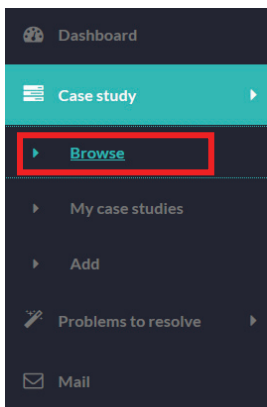 Dashboard
Case study
Browse
My case studies
Add
Problems to resolve
Mail